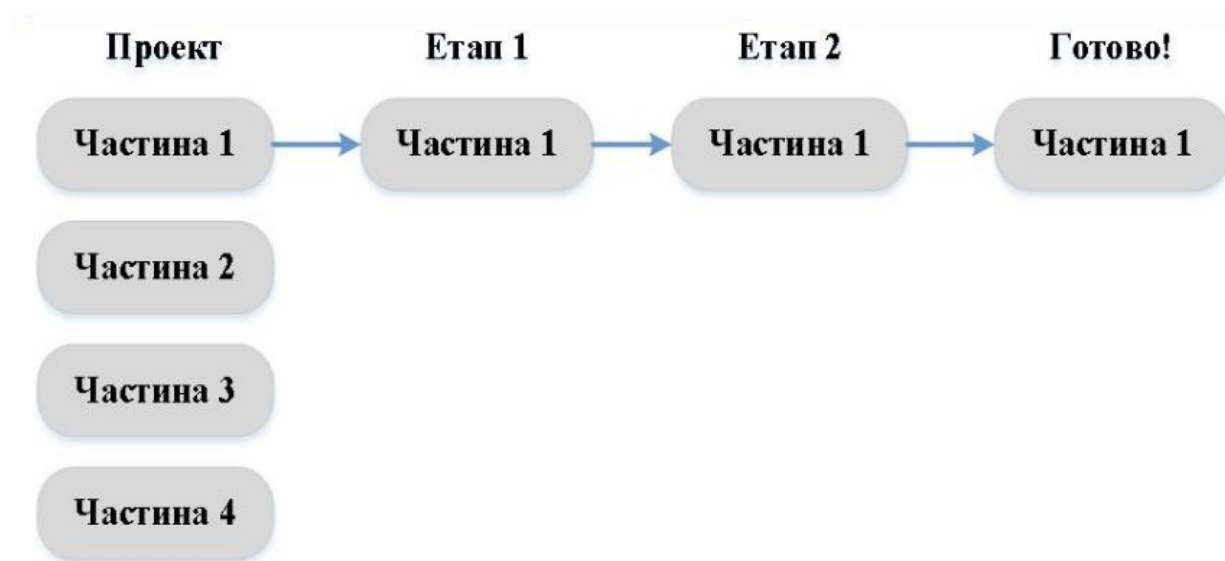 Проект Етап 1 Етап 2 Готово!
Частина 1 Частина 1 Частина 1 Частина 1
Частина 2
Частина 3
Частина 4